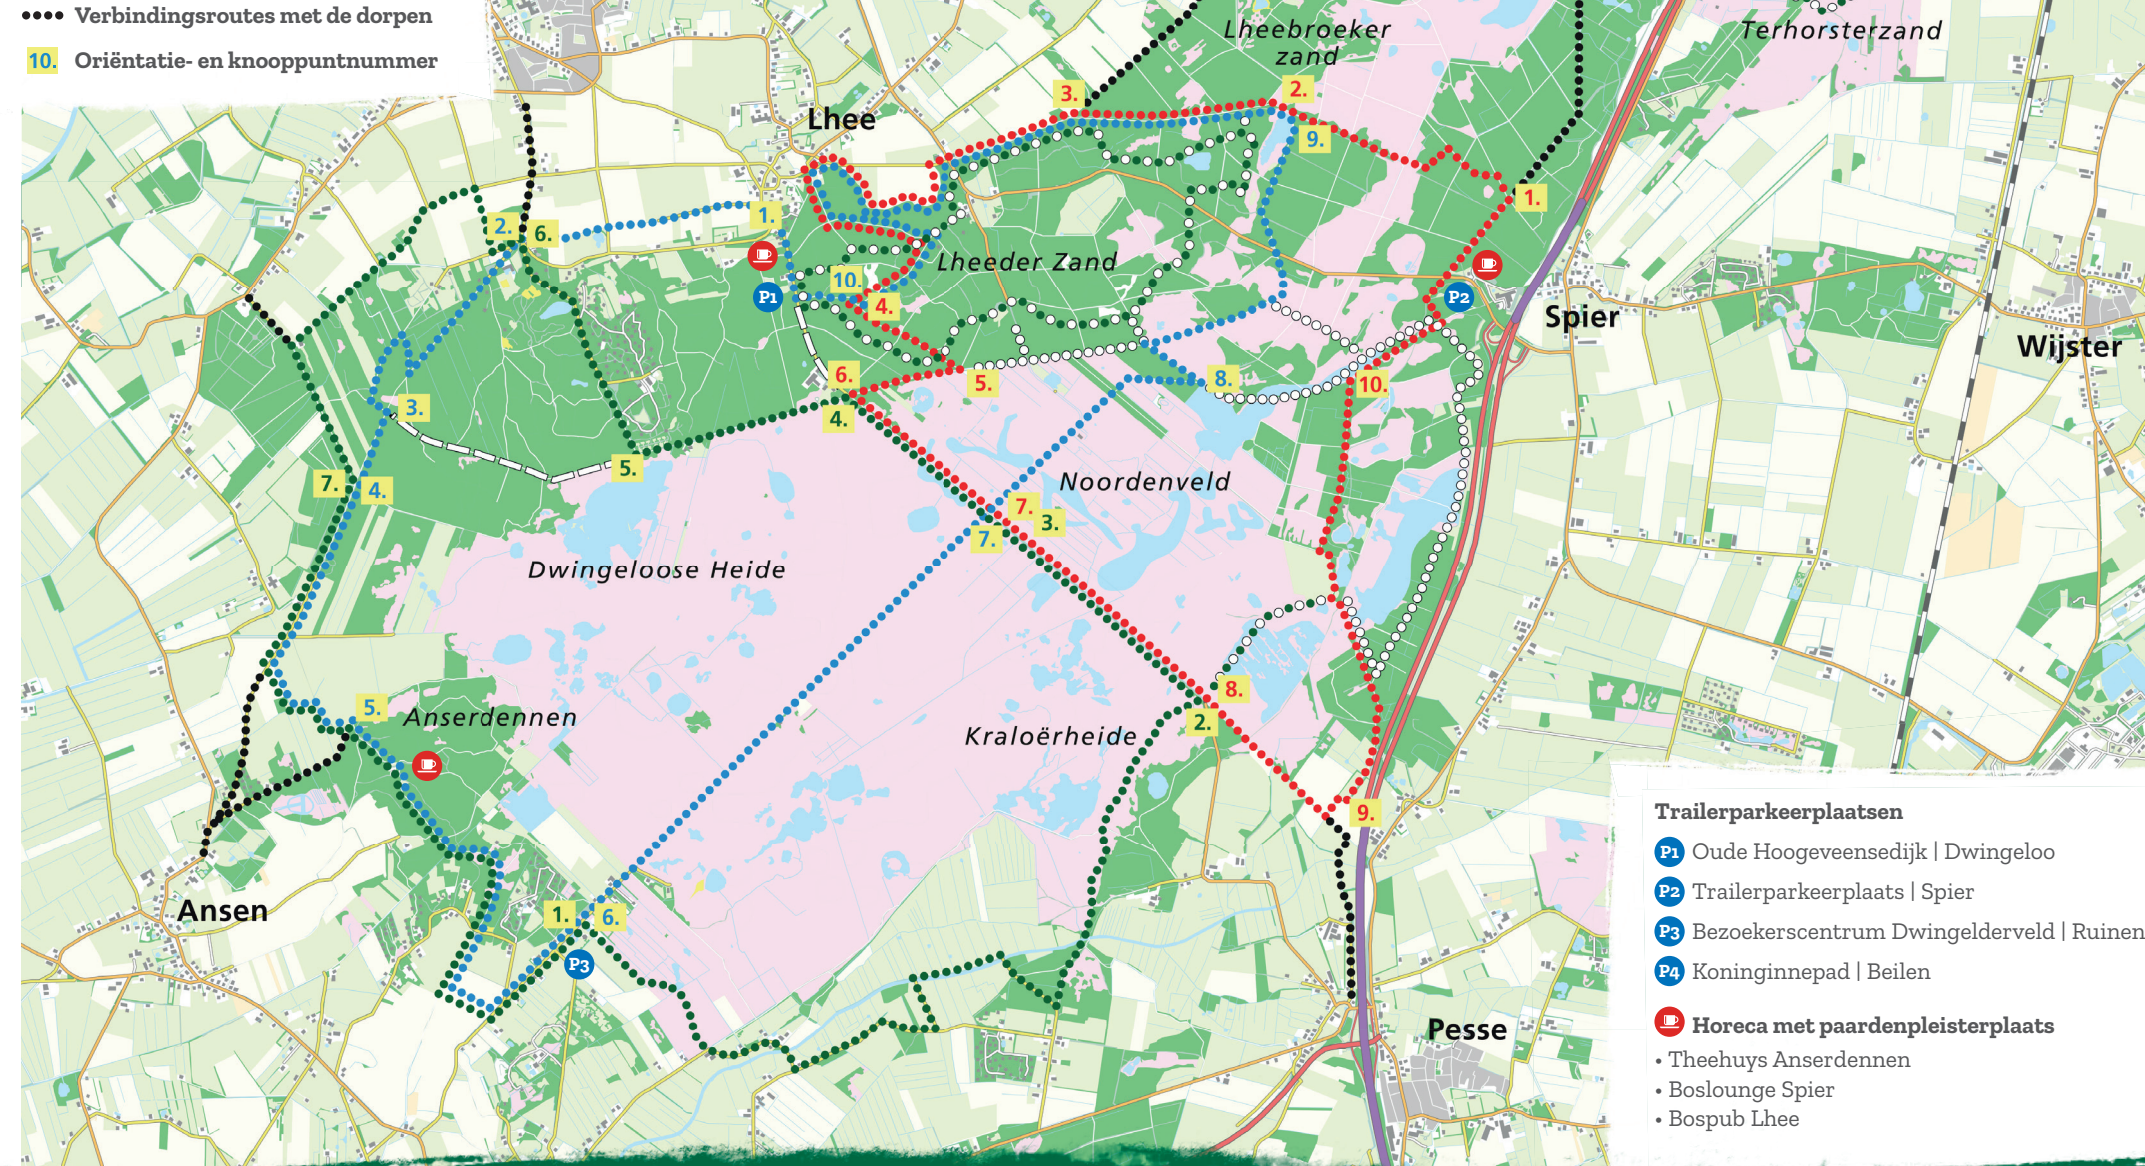 Verbindingsroutes met de dorpen
10. Oriëntatie- en knooppuntnummer
Lheebroeker
zand
Terhorsterzand
3.
2.
Lhee
9.
1.
1.
2.
6.
Lheeder Zand
10.
P1
4.
P2
Spier
Wijster
6.
5.
8.
10.
3.
4.
5.
7.
4.
Noordenveld
7.
3.
7.
Dwingeloose Heide
8.
5.
Anserdennen
2.
Kraloërheide
9.
Ansen
1.
6.
P3
Pesse
Trailerparkeerplaatsen
P1 Oude Hoogeveensedijk | Dwingeloo
P2 Trailerparkeerplaats | Spier
P3 Bezoekerscentrum Dwingelderveld | Ruinen
P4 Koninginnepad | Beilen
Horeca met paardenpleisterplaats
• Theehuys Anserdennen
• Boslounge Spier
• Bospub Lhee